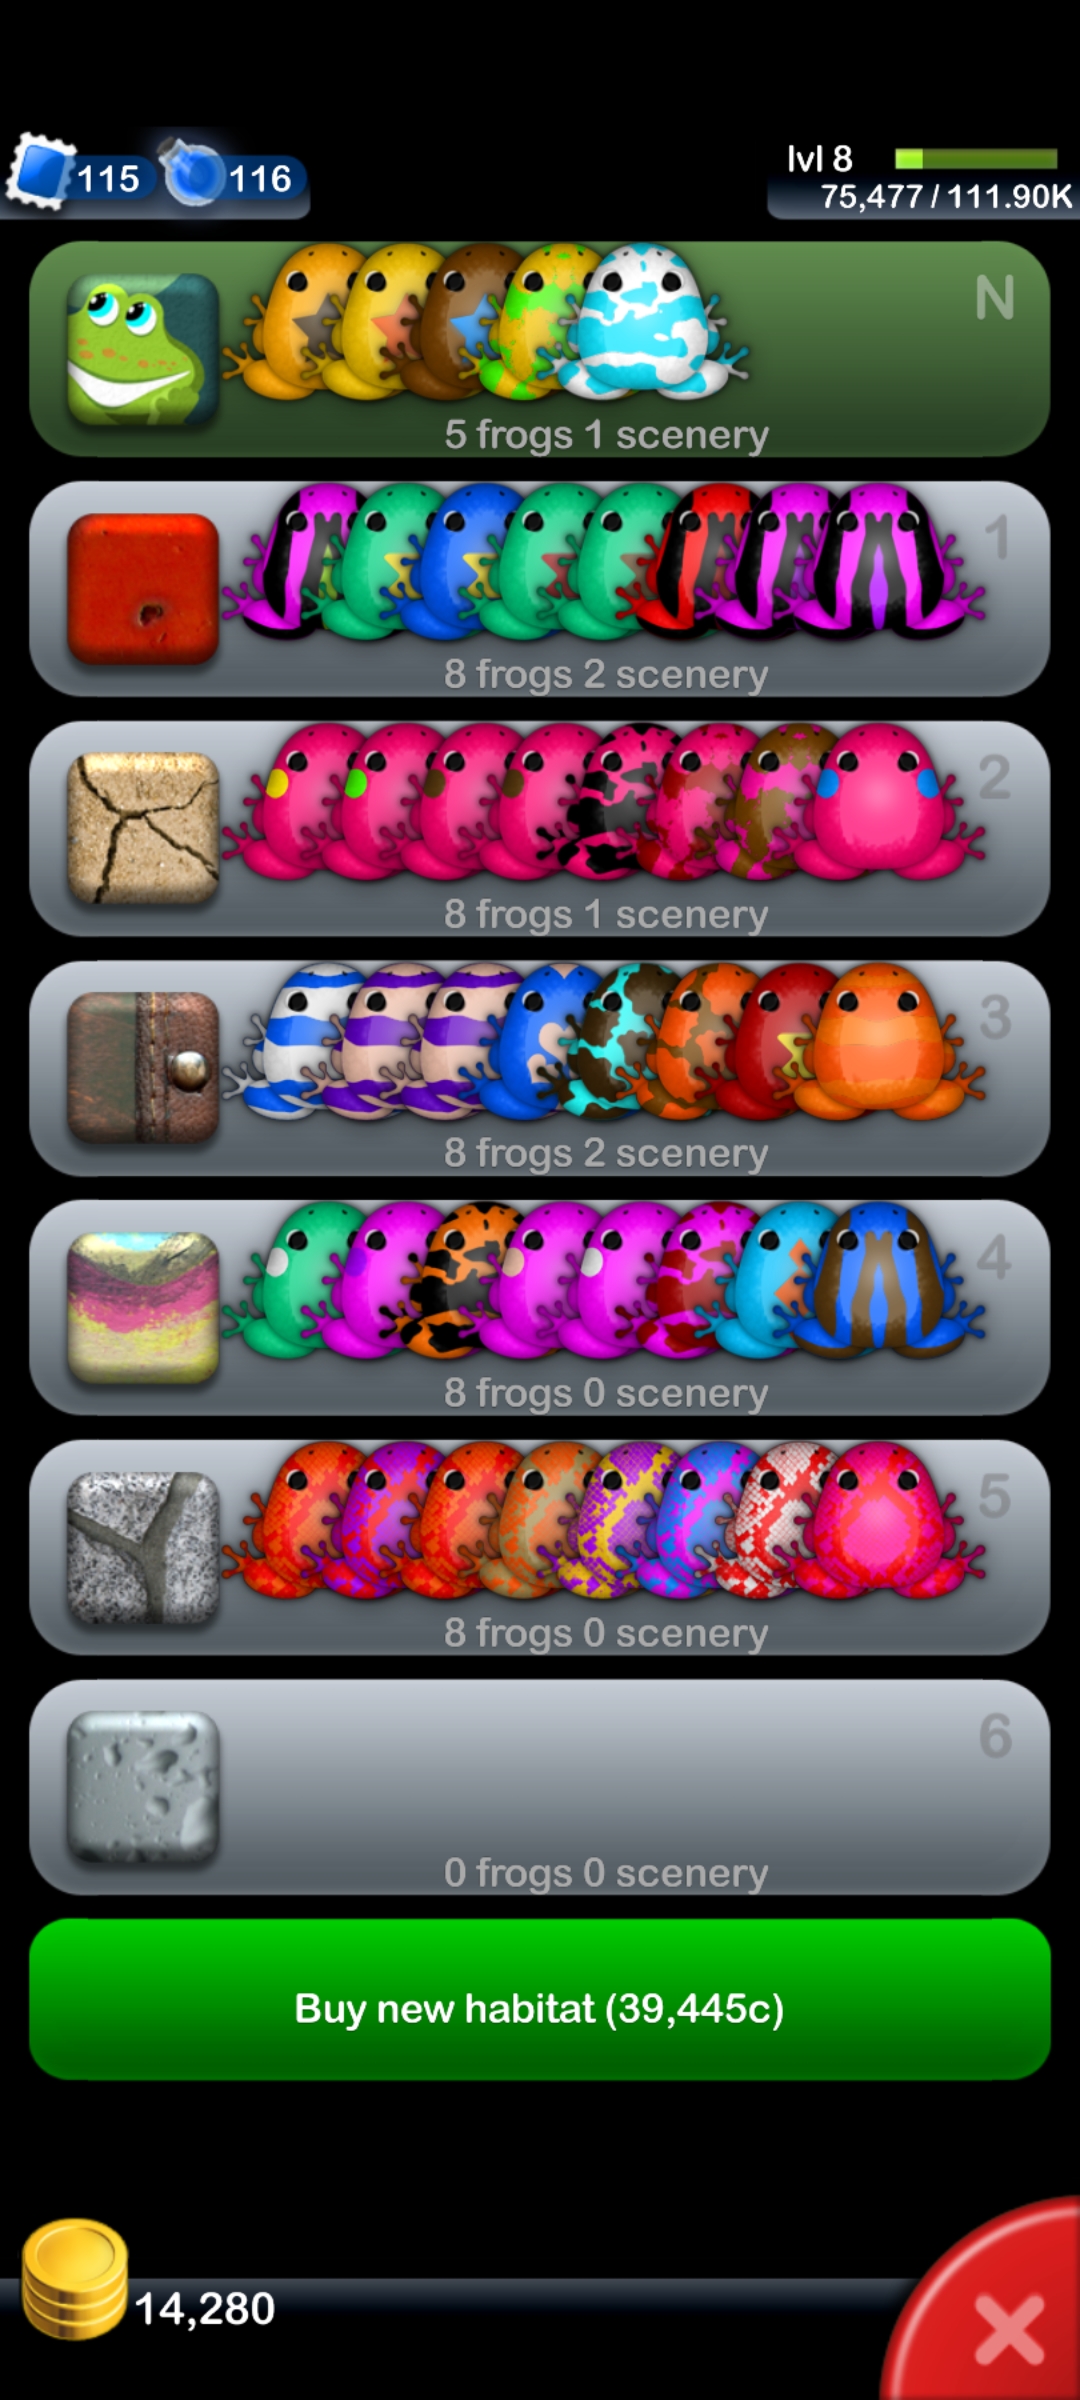 115
116
lvl 8
75,477 / 111.90K
N
5 frogs 1 scenery
1
8 frogs 2 scenery
2
8 frogs 1 scenery
3
8 frogs 2 scenery
4
8 frogs 0 scenery
5
8 frogs 0 scenery
6
0 frogs 0 scenery
Buy new habitat (39,445c)
14,280